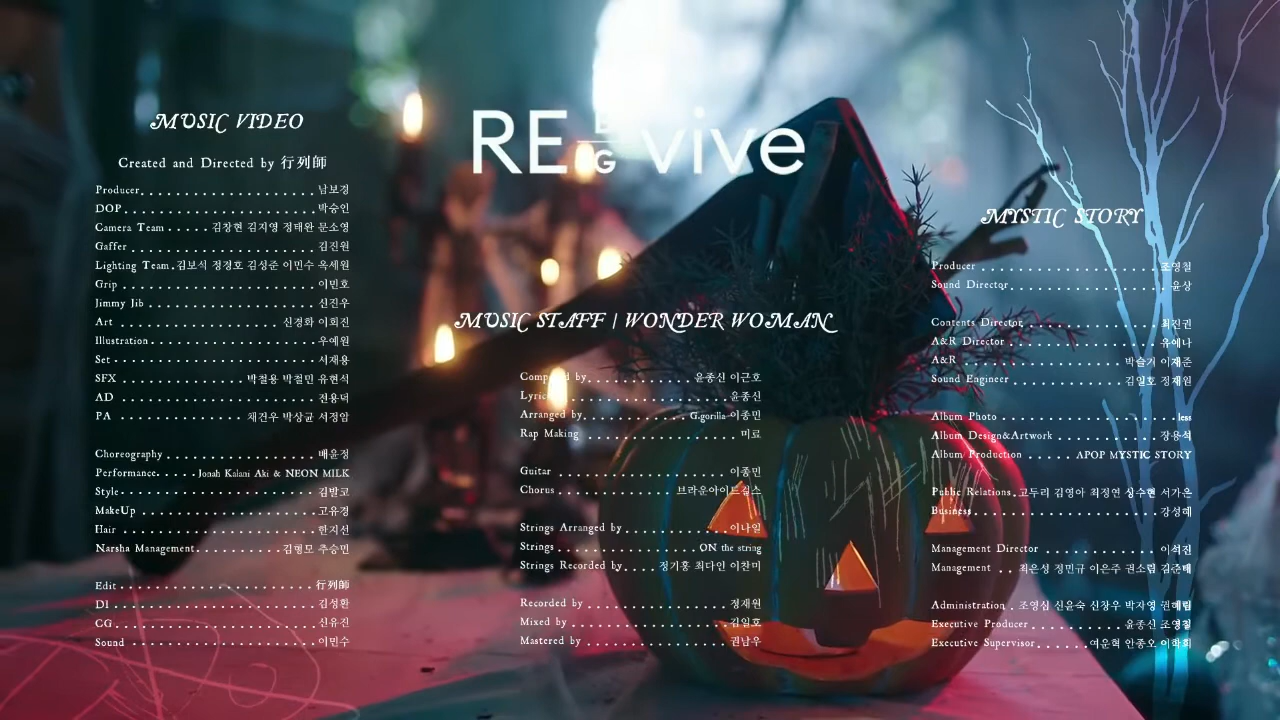 MUSIC VIDEO
Created and Directed by 行列師
Producer 남보경
DOP 박승인
Camera Team 김창현 김지영 정태완 문소영
Gaffer 김진원
Lighting Team 김보석 정경호 김성준 이민수 옥세원
Grip 이민호
Jimmy Jib 신진우
Art 신경화 이희진
Illustration 우예원
Set 서재용
SFX 박철용 박철민 유현석
AD 전용덕
PA 채건우 박상균 서정암
Choreography 배윤정
Performance Jonah Kalani Aki & NEON MILK
Style 김발코
MakeUp 고유경
Hair 한지선
Narsha Management 김형모 추승민
Edit 行列師
DI 김성환
CG 신유진
Sound 이민수
RE G vive
MUSIC STAFF | WONDER WOMAN
Composed by 윤종신 이근호
Lyrics 윤종신
Arranged by G.gorilla 이종민
Rap Making 미료
Guitar 이종민
Chorus 브라운아이드걸스
Strings Arranged by 이나일
Strings ON the string
Strings Recorded by 정기홍 최다인 이찬미
Recorded by 정재원
Mixed by 김일호
Mastered by 권남우
MYSTIC STORY
Producer 조영철
Sound Director 윤상
Contents Director 최진권
A&R Director 유예나
A&R 박슬기 이재준
Sound Engineer 김일호 정재원
Album Photo less
Album Design&Artwork 장용석
Album Production APOP MYSTIC STORY
Public Relations 고두리 김영아 최정연 상수현 서가온
Business 강성혜
Management Director 이석진
Management 최은성 정민규 이은주 권소림 김준태
Administration 조영심 신윤숙 신창우 박자영 권혜림
Executive Producer 윤종신 조영철
Executive Supervisor 여운혁 안종오 이학희